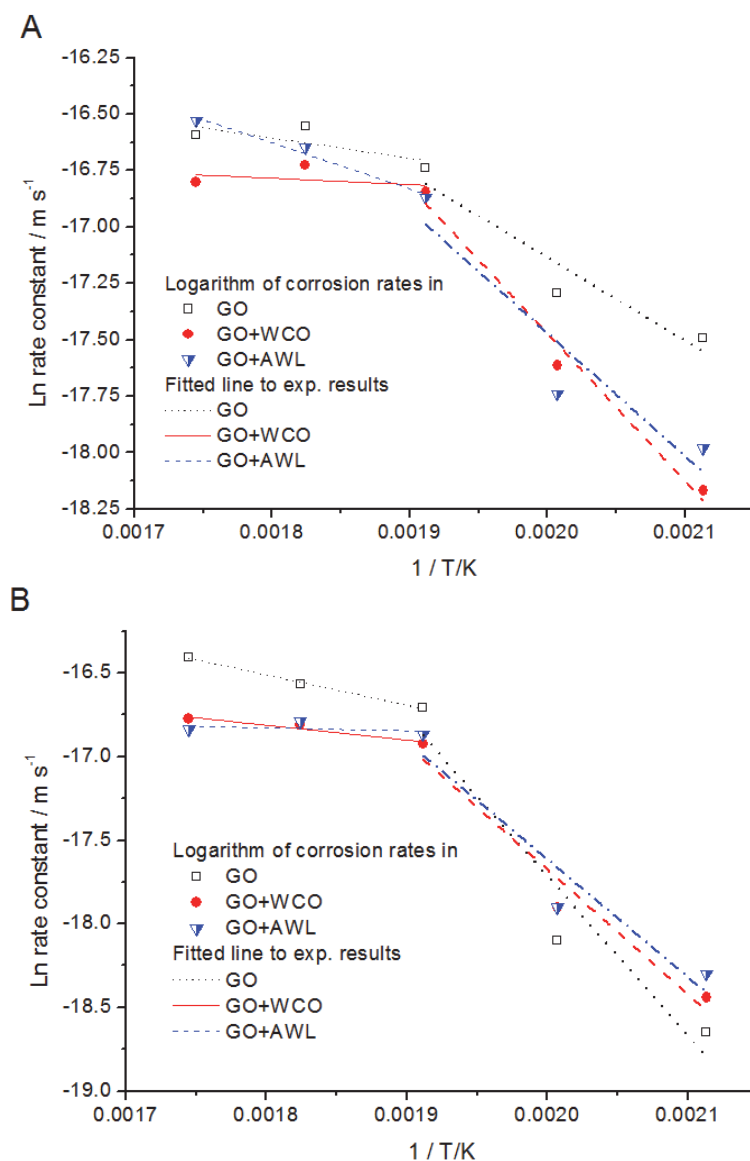 A
-16.25
-16.50
-16.75
-17.00
-17.25
-17.50
-17.75
-18.00
-18.25
Ln rate constant / m s⁻¹
Logarithm of corrosion rates in
GO
GO+WCO
GO+AWL
Fitted line to exp. results
GO
GO+WCO
GO+AWL
0.0017 0.0018 0.0019 0.0020 0.0021
1 / T/K
B
-16.5
-17.0
-17.5
-18.0
-18.5
-19.0
Ln rate constant / m s⁻¹
Logarithm of corrosion rates in
GO
GO+WCO
GO+AWL
Fitted line to exp. results
GO
GO+WCO
GO+AWL
0.0017 0.0018 0.0019 0.0020 0.0021
1 / T/K